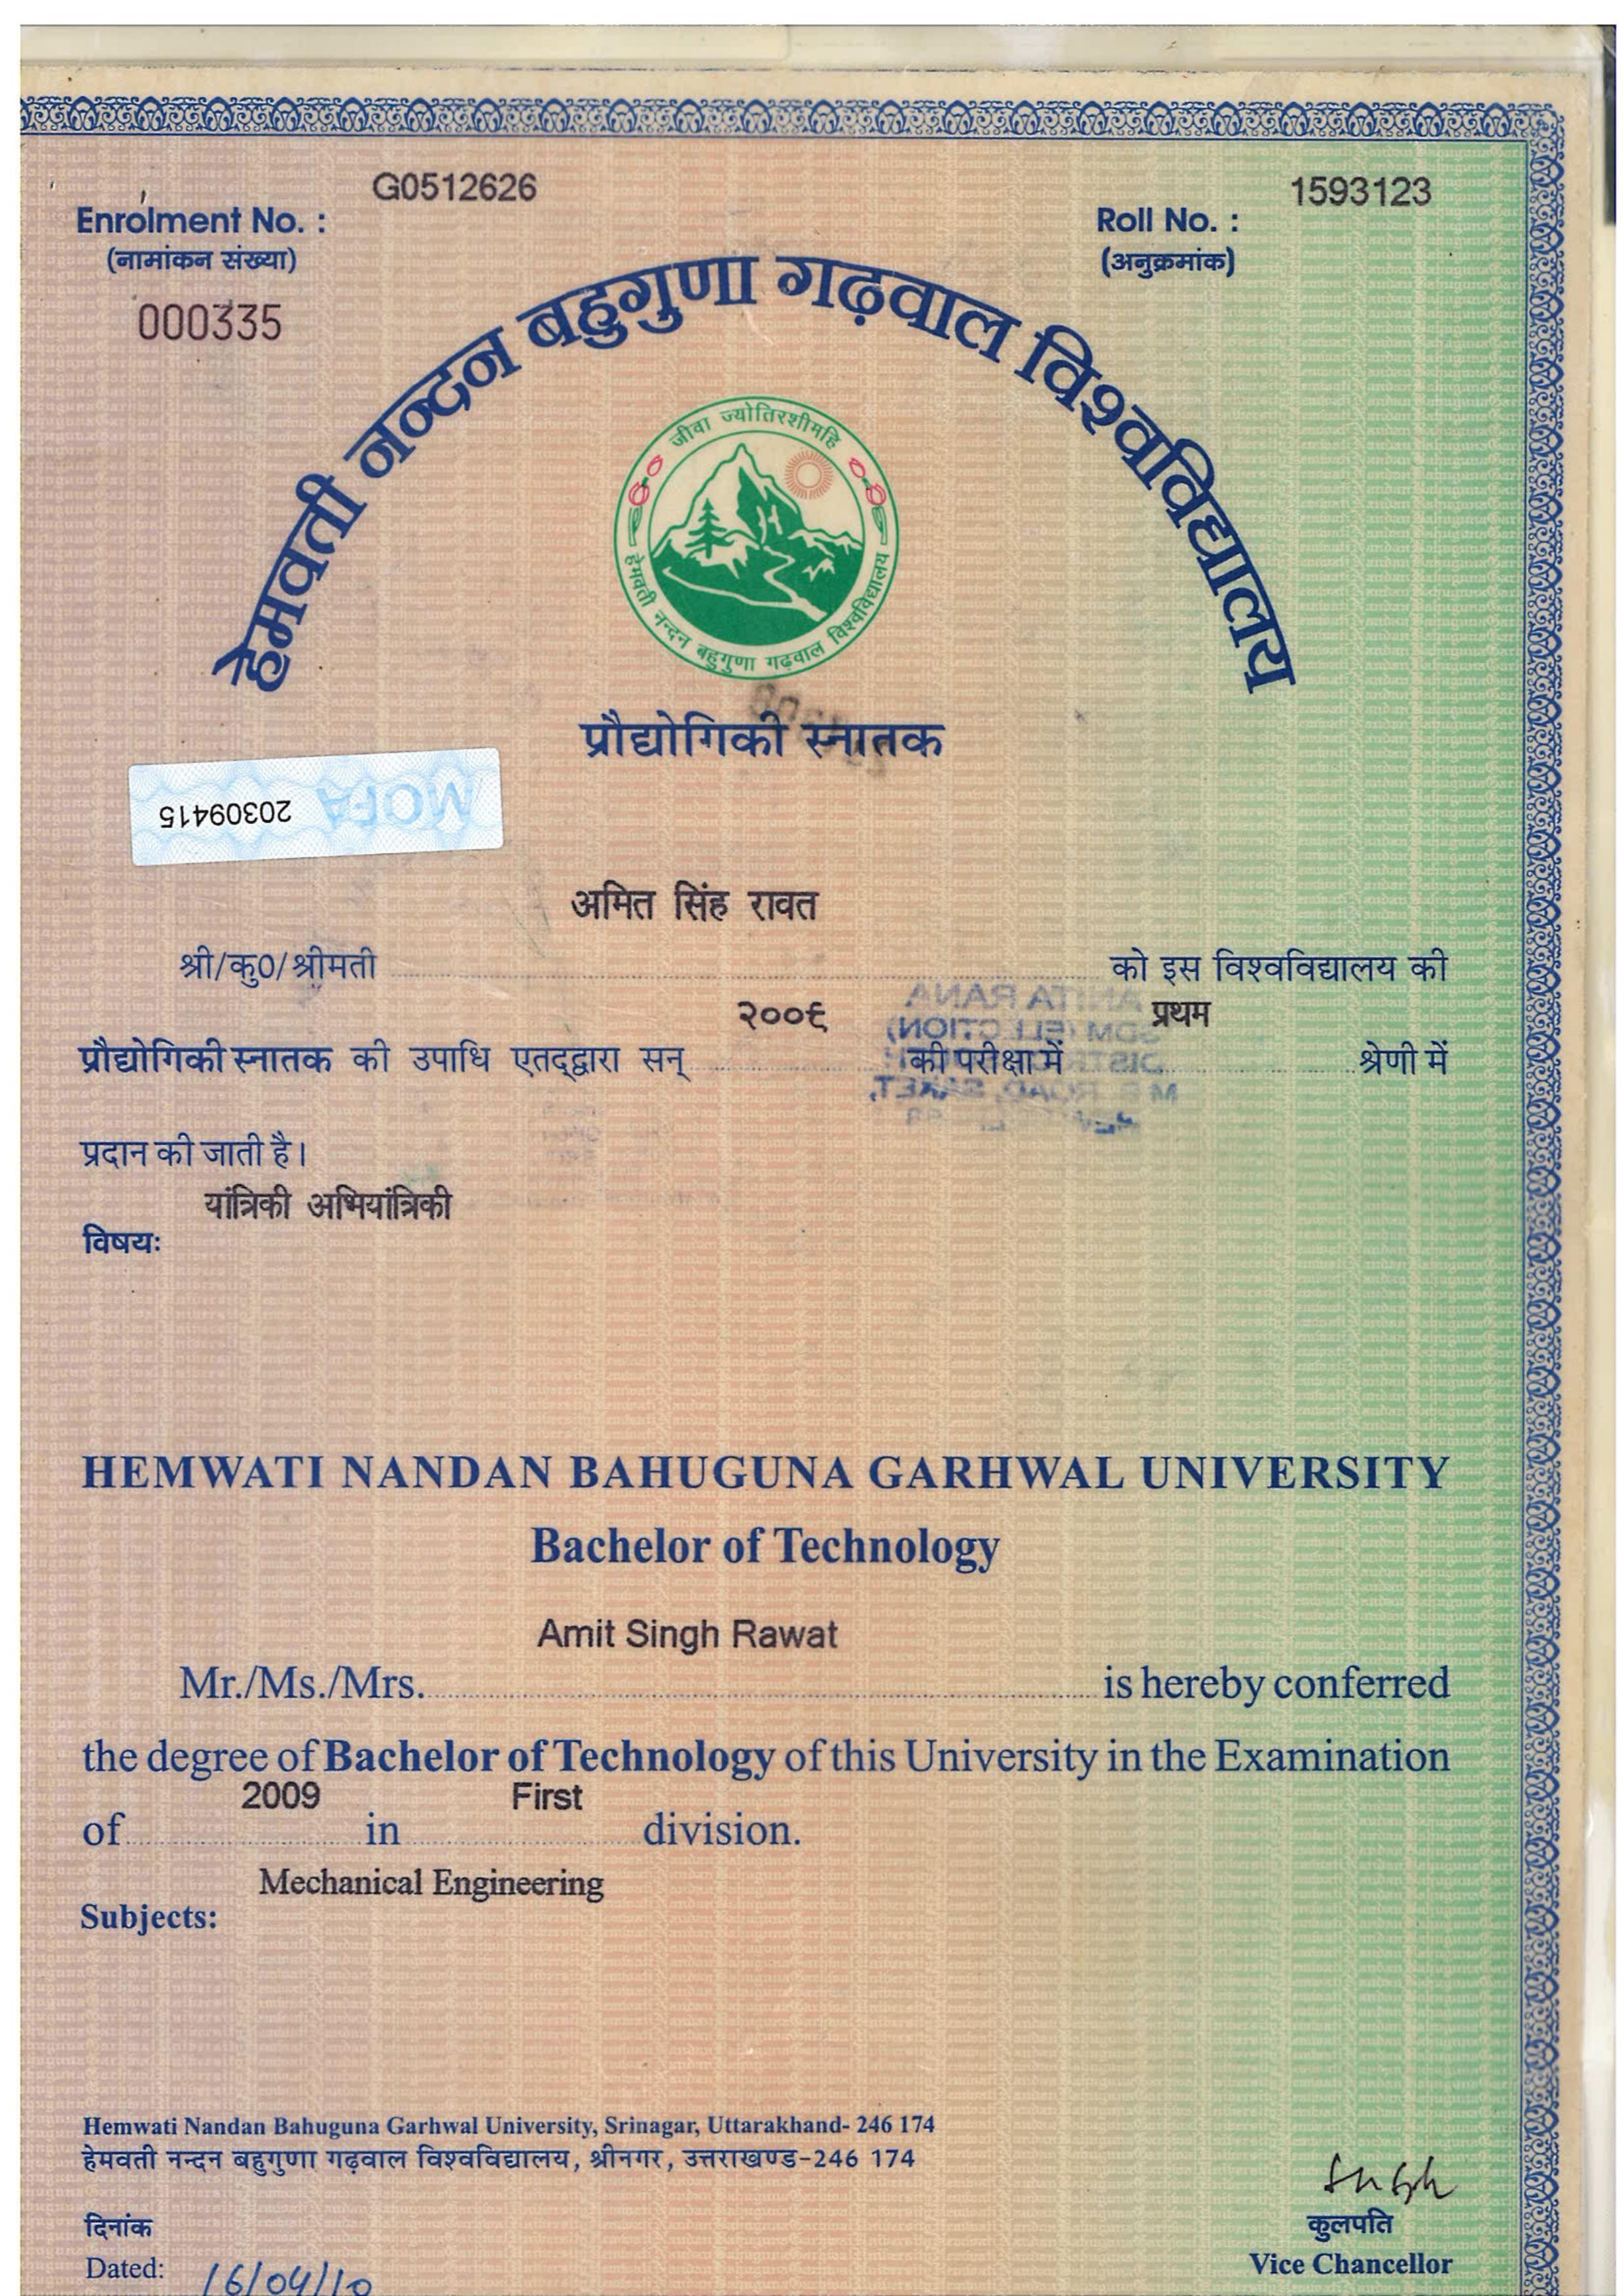 G0512626
Enrolment No. :
(नामांकन संख्या)
000335
1593123
Roll No. :
(अनुक्रमांक)
हेमवती नन्दन बहुगुणा गढ़वाल विश्वविद्यालय
जीवा ज्योतिरशीमहि
हेमवती नन्दन बहुगुणा गढ़वाल विश्वविद्यालय
प्रौद्योगिकी स्नातक
MOFA 20309415
अमित सिंह रावत
श्री/कु0/श्रीमती को इस विश्वविद्यालय की
२००९ प्रथम
प्रौद्योगिकी स्नातक की उपाधि एतद्द्वारा सन् की परीक्षा में श्रेणी में
ANITA RANA
SDM (ELECTION)
M B ROAD, SAKET,
प्रदान की जाती है।
यांत्रिकी अभियांत्रिकी
विषयः
HEMWATI NANDAN BAHUGUNA GARHWAL UNIVERSITY
Bachelor of Technology
Amit Singh Rawat
Mr./Ms./Mrs. is hereby conferred
the degree of Bachelor of Technology of this University in the Examination
2009 First
of in division.
Mechanical Engineering
Subjects:
Hemwati Nandan Bahuguna Garhwal University, Srinagar, Uttarakhand- 246 174
हेमवती नन्दन बहुगुणा गढ़वाल विश्वविद्यालय, श्रीनगर, उत्तराखण्ड-246 174
दिनांक
Dated: 16/04/10
कुलपति
Vice Chancellor